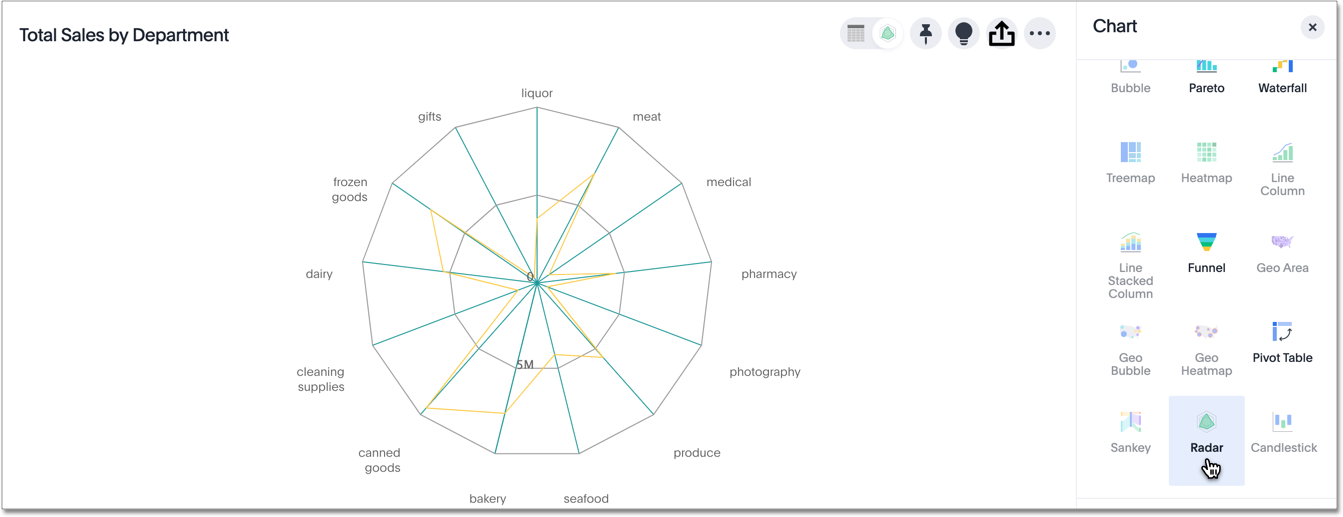 Total Sales by Department
liquor
gifts
meat
frozen
goods
medical
dairy
0
pharmacy
5M
cleaning
supplies
photography
canned
goods
produce
bakery
seafood
Chart
Bubble
Pareto
Waterfall
Treemap
Heatmap
Line
Column
Line
Stacked
Column
Funnel
Geo Area
Geo
Bubble
Geo
Heatmap
Pivot Table
Sankey
Radar
Candlestick